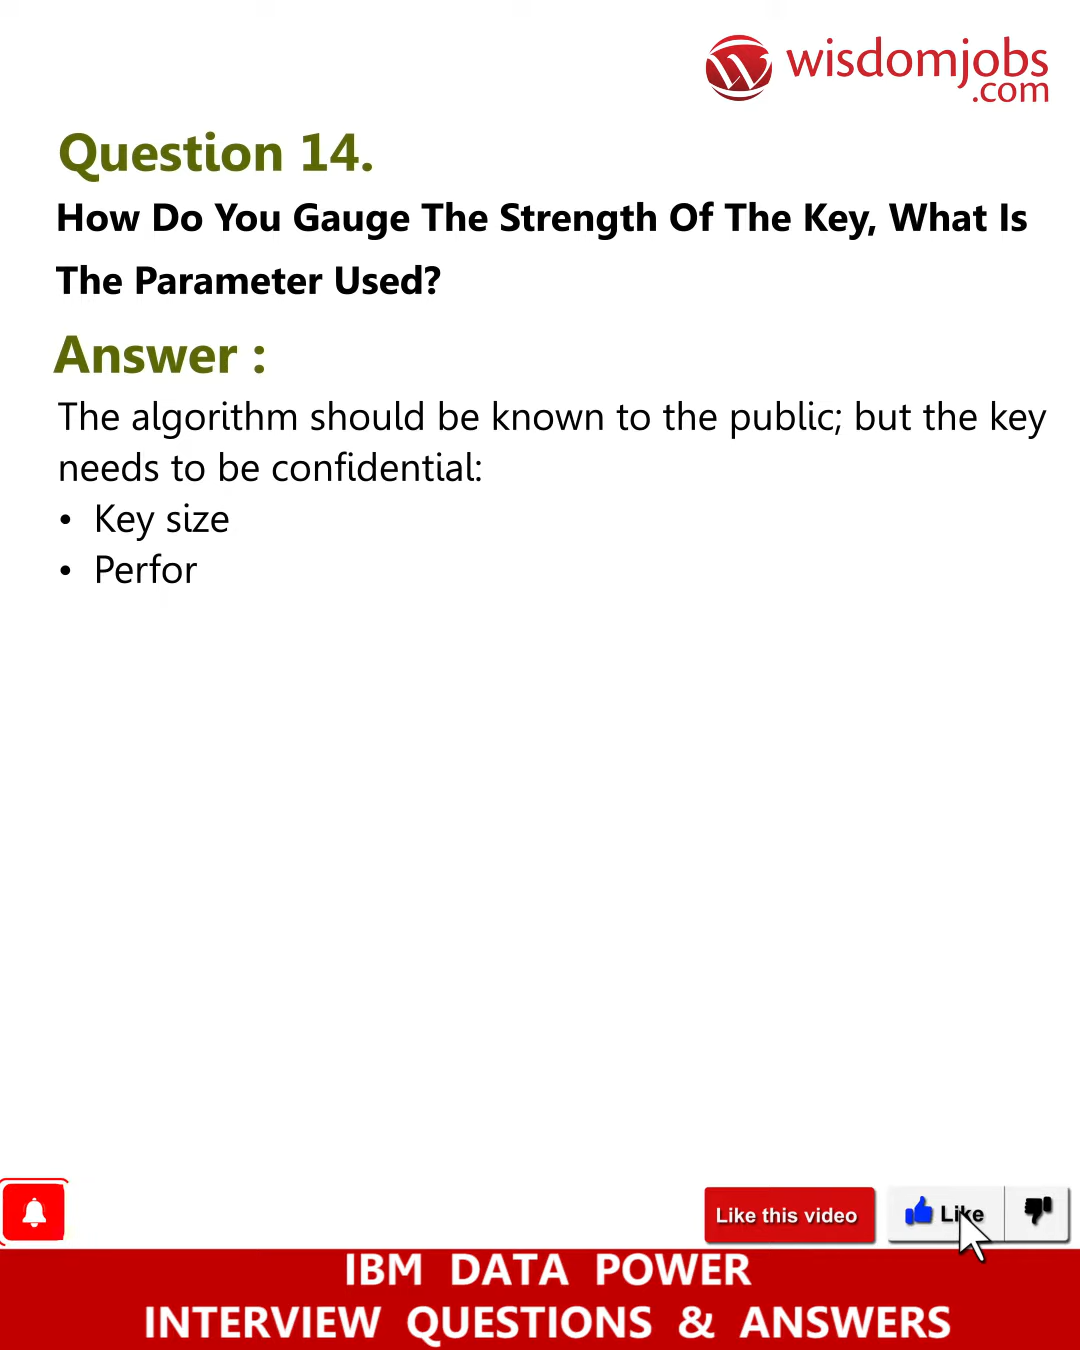 wisdomjobs
.com
Question 14.
How Do You Gauge The Strength Of The Key, What Is
The Parameter Used?
Answer :
The algorithm should be known to the public; but the key
needs to be confidential:
• Key size
• Perfor
Like this video
Like
IBM DATA POWER
INTERVIEW QUESTIONS & ANSWERS